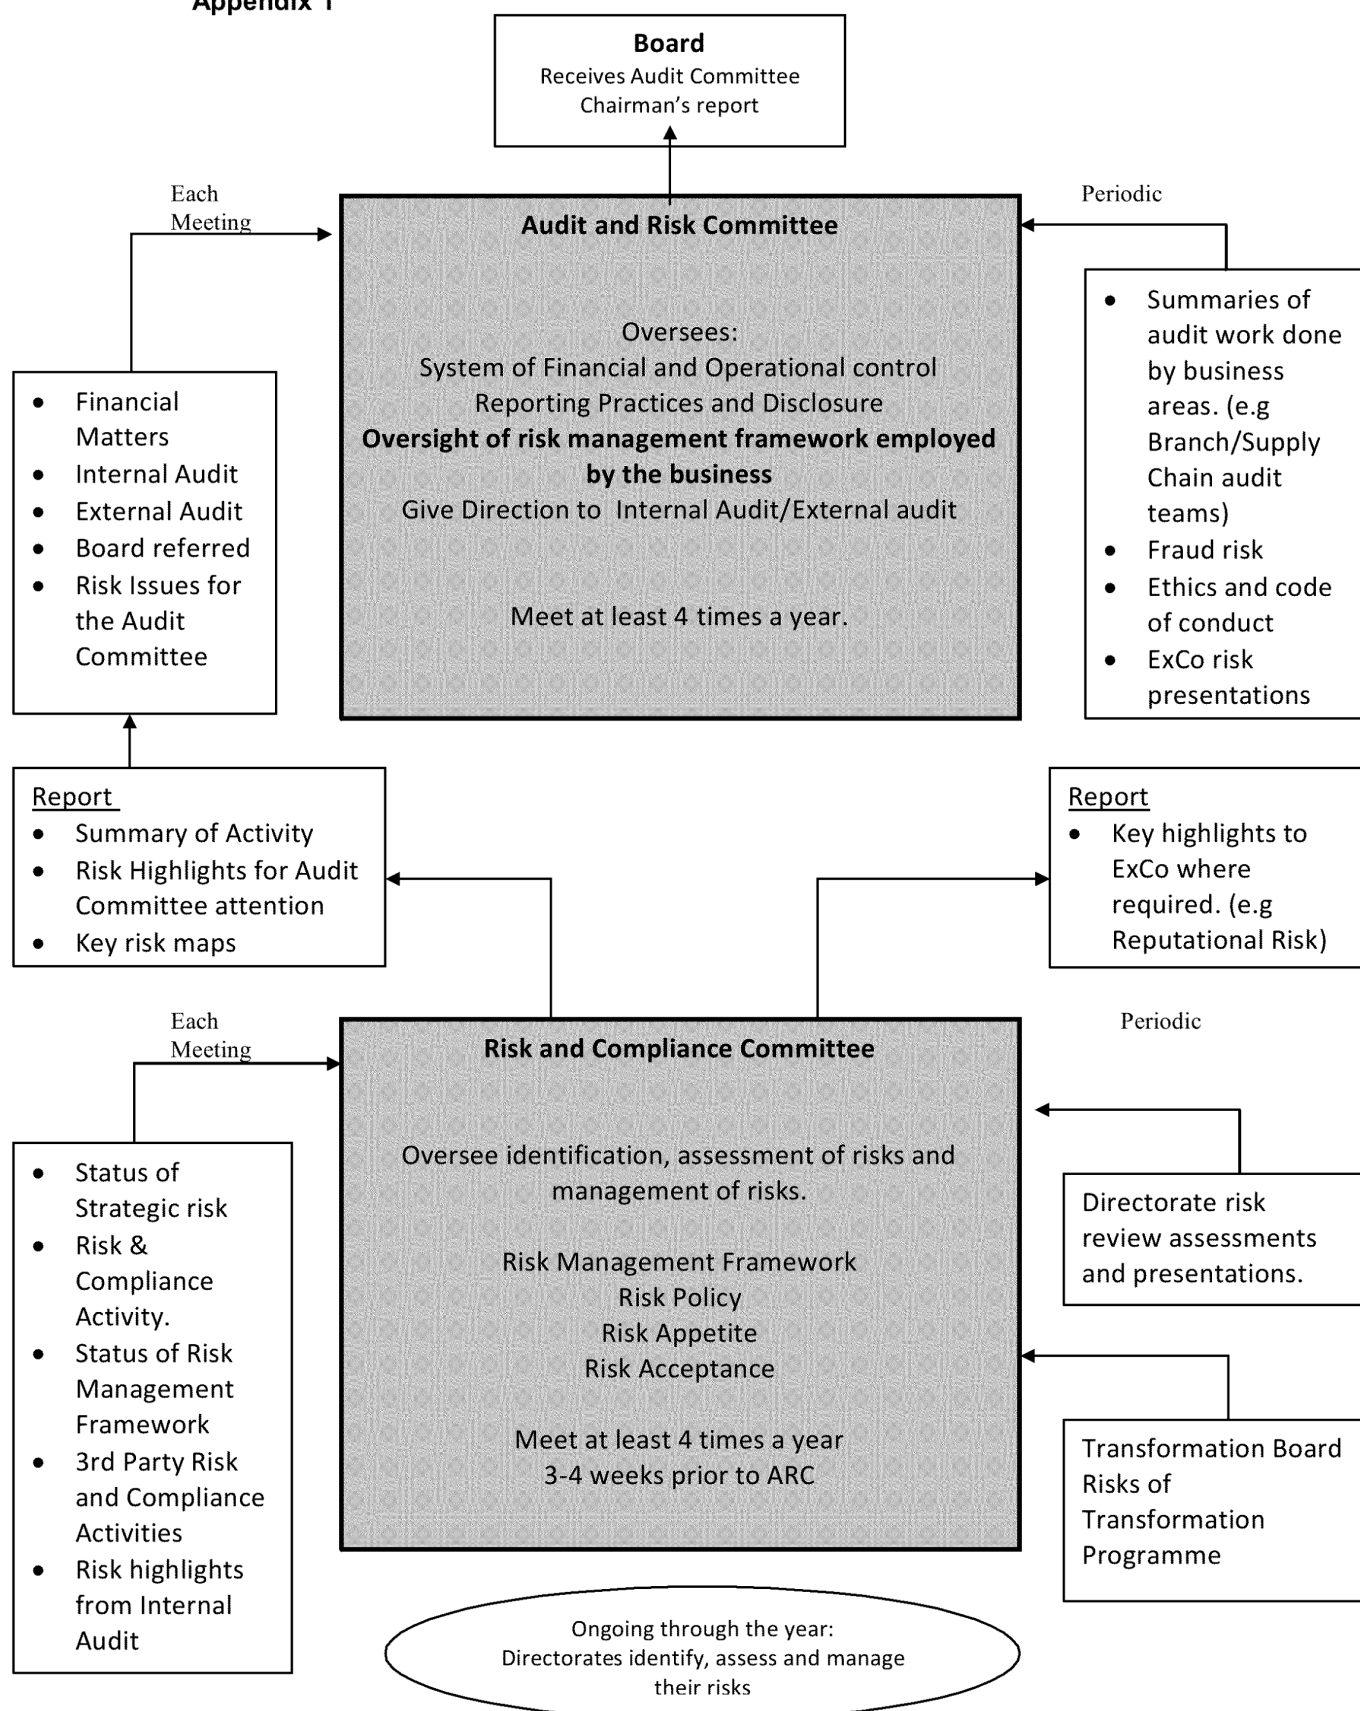 Appendix 1
Board
Receives Audit Committee
Chairman's report
Each
Meeting
Periodic
Audit and Risk Committee
Oversees:
System of Financial and Operational control
Reporting Practices and Disclosure
Oversight of risk management framework employed
by the business
Give Direction to Internal Audit/External audit
Meet at least 4 times a year.
• Financial
Matters
• Internal Audit
• External Audit
• Board referred
• Risk Issues for
the Audit
Committee
• Summaries of
audit work done
by business
areas. (e.g
Branch/Supply
Chain audit
teams)
• Fraud risk
• Ethics and code
of conduct
• ExCo risk
presentations
Report
• Summary of Activity
• Risk Highlights for Audit
Committee attention
• Key risk maps
Report
• Key highlights to
ExCo where
required. (e.g
Reputational Risk)
Each
Meeting
Periodic
Risk and Compliance Committee
Oversee identification, assessment of risks and
management of risks.
Risk Management Framework
Risk Policy
Risk Appetite
Risk Acceptance
Meet at least 4 times a year
3-4 weeks prior to ARC
• Status of
Strategic risk
• Risk &
Compliance
Activity.
• Status of Risk
Management
Framework
• 3rd Party Risk
and Compliance
Activities
• Risk highlights
from Internal
Audit
Directorate risk
review assessments
and presentations.
Transformation Board
Risks of
Transformation
Programme
Ongoing through the year:
Directorates identify, assess and manage
their risks